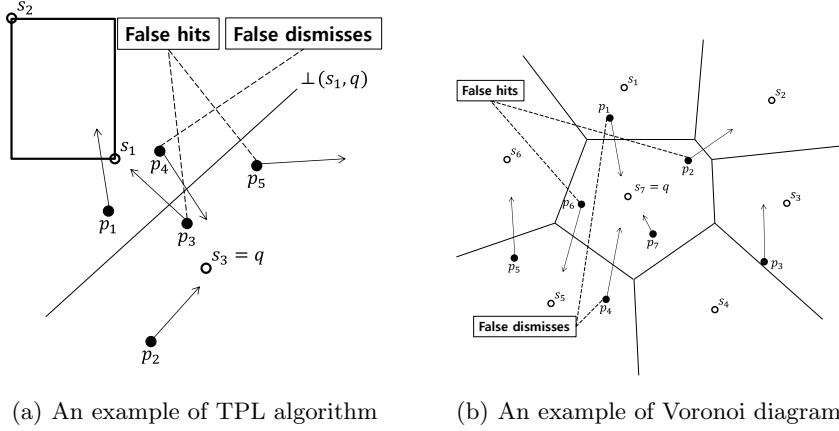 s₂
False hits
False dismisses
⊥(s₁, q)
s₁
p₄
p₅
p₁
p₃
s₃ = q
p₂
(a) An example of TPL algorithm
s₁
s₂
False hits
p₁
s₆
p₂
s₇ = q
s₃
p₆
p₇
p₅
p₃
s₅
p₄
s₄
False dismisses
(b) An example of Voronoi diagram